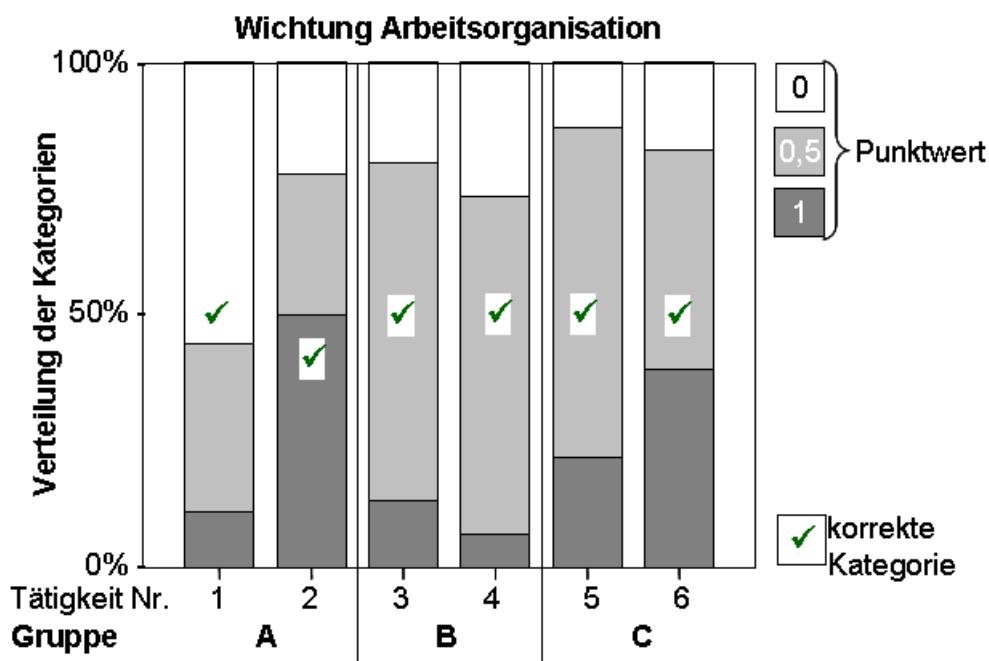 Wichtung Arbeitsorganisation
100%
50%
0%
Verteilung der Kategorien
0
0,5
1
Punktwert
korrekte
Kategorie
Tätigkeit Nr. 1 2 3 4 5 6
Gruppe A B C